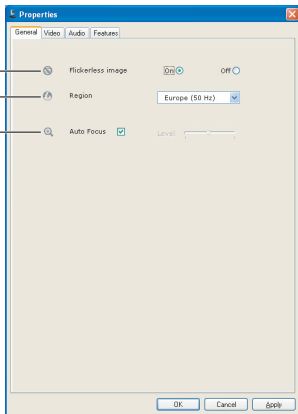 Properties
General Video Audio Features
Flickerless image On Off
Region Europe (50 Hz)
Auto Focus Level
OK Cancel Apply